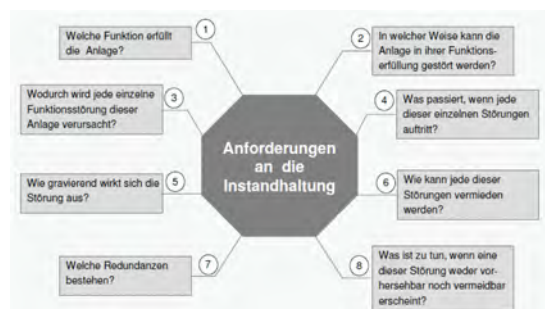 1
Welche Funktion erfüllt
die Anlage?
2
In welcher Weise kann die
Anlage in ihrer Funktions-
erfüllung gestört werden?
3
Wodurch wird jede einzelne
Funktionsstörung dieser
Anlage verursacht?
4
Was passiert, wenn jede
dieser einzelnen Störungen
auftritt?
Anforderungen
an die
Instandhaltung
5
Wie gravierend wirkt sich die
Störung aus?
6
Wie kann jede dieser
Störungen vermieden
werden?
7
Welche Redundanzen
bestehen?
8
Was ist zu tun, wenn eine
dieser Störung weder vor-
hersehbar noch vermeidbar
erscheint?